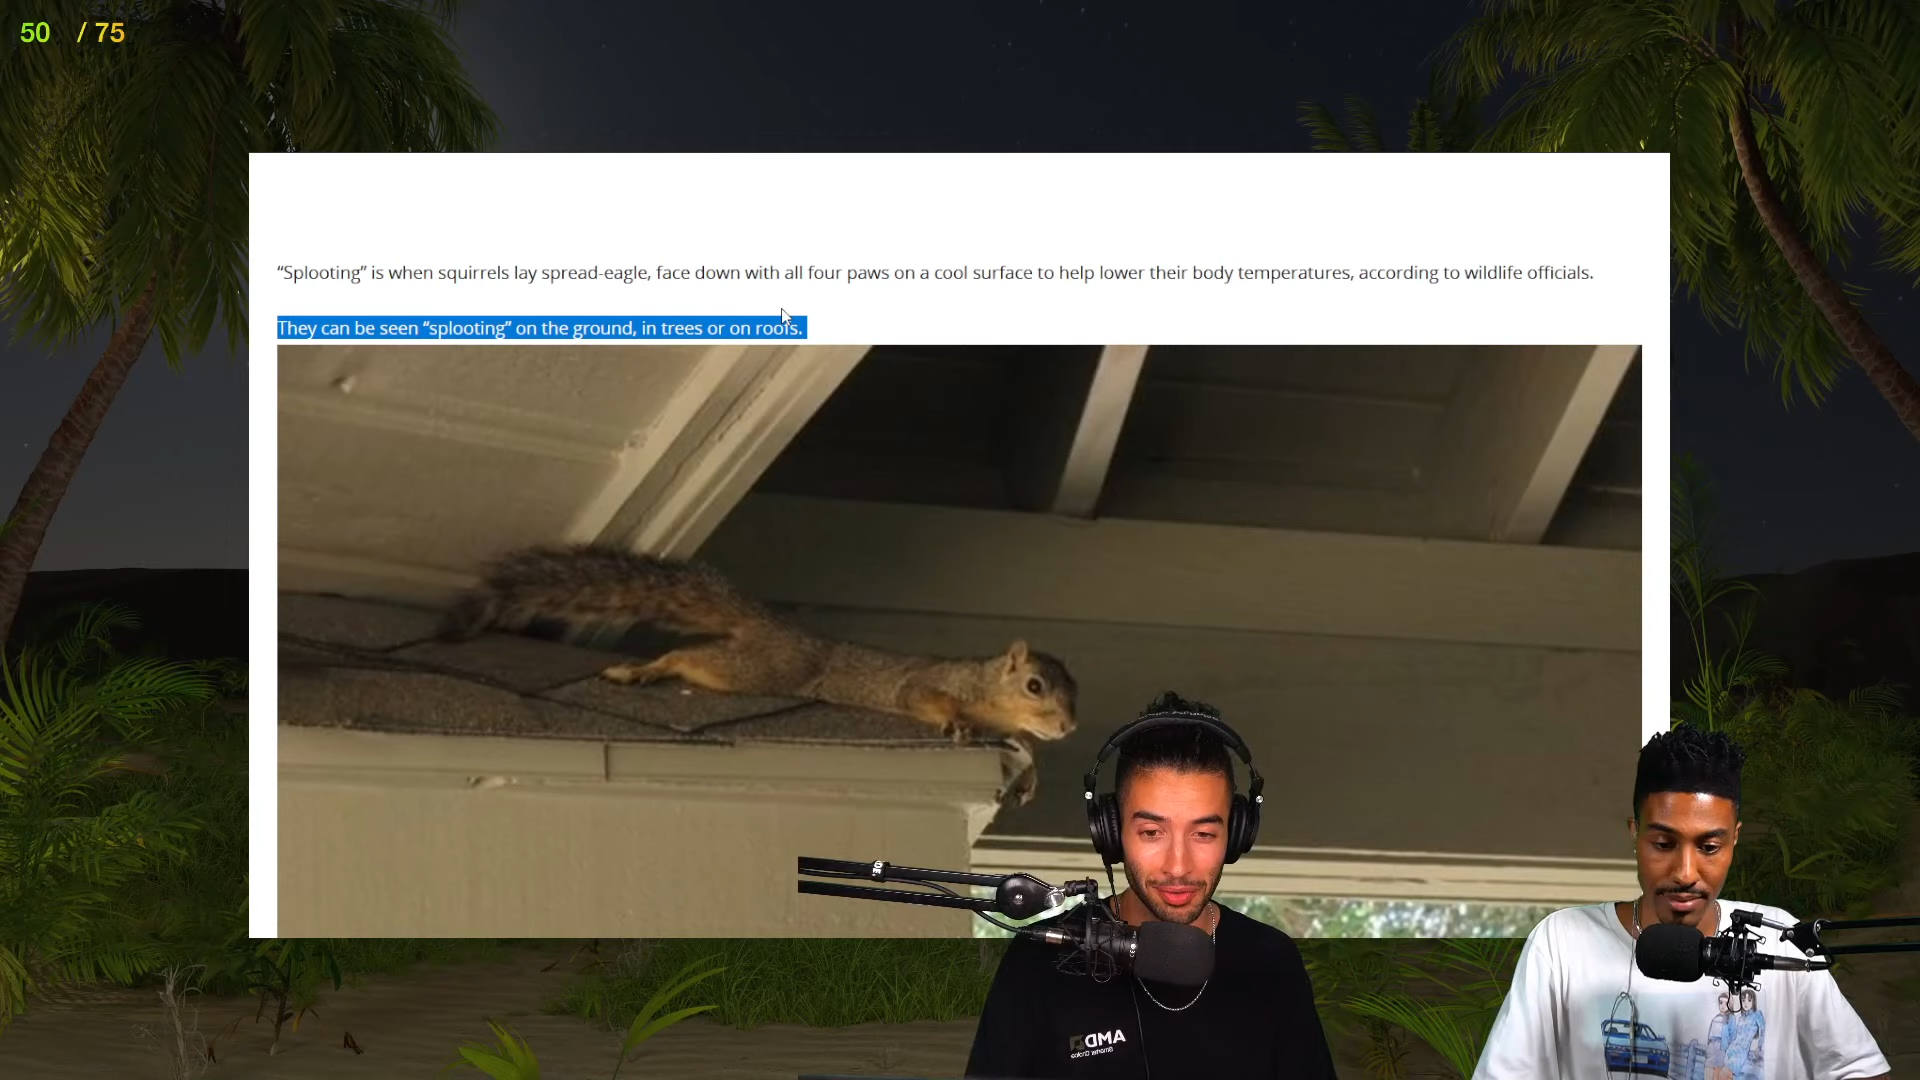 50 / 75
“Splooting” is when squirrels lay spread-eagle, face down with all four paws on a cool surface to help lower their body temperatures, according to wildlife officials.
They can be seen “splooting” on the ground, in trees or on roofs.
AMD